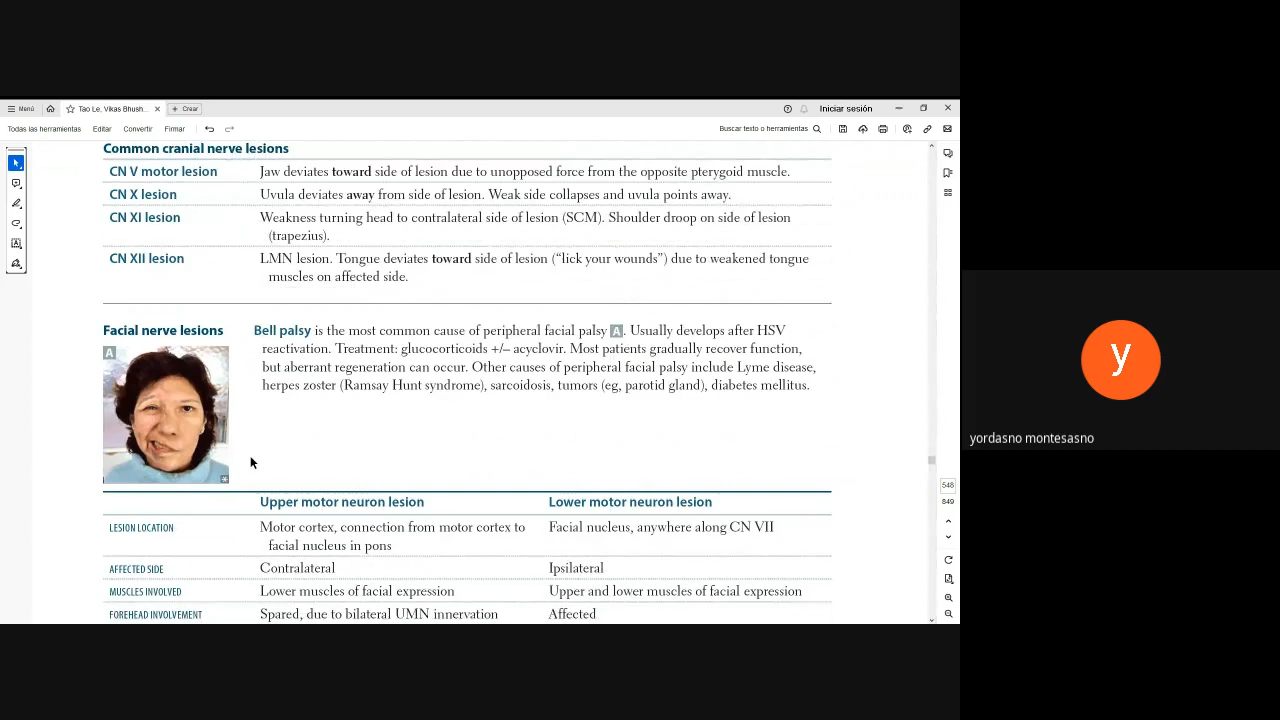 Menú
Tao Le, Vikas Bhush...
Crear
Iniciar sesión
Todas las herramientas
Editar
Convertir
Firmar
Buscar texto o herramientas
Common cranial nerve lesions
CN V motor lesion Jaw deviates toward side of lesion due to unopposed force from the opposite pterygoid muscle.
CN X lesion Uvula deviates away from side of lesion. Weak side collapses and uvula points away.
CN XI lesion Weakness turning head to contralateral side of lesion (SCM). Shoulder droop on side of lesion
(trapezius).
CN XII lesion LMN lesion. Tongue deviates toward side of lesion (“lick your wounds”) due to weakened tongue
muscles on affected side.
Facial nerve lesions Bell palsy is the most common cause of peripheral facial palsy A. Usually develops after HSV
reactivation. Treatment: glucocorticoids +/– acyclovir. Most patients gradually recover function,
but aberrant regeneration can occur. Other causes of peripheral facial palsy include Lyme disease,
herpes zoster (Ramsay Hunt syndrome), sarcoidosis, tumors (eg, parotid gland), diabetes mellitus.
A
Upper motor neuron lesion Lower motor neuron lesion
LESION LOCATION Motor cortex, connection from motor cortex to Facial nucleus, anywhere along CN VII
facial nucleus in pons
AFFECTED SIDE Contralateral Ipsilateral
MUSCLES INVOLVED Lower muscles of facial expression Upper and lower muscles of facial expression
FOREHEAD INVOLVEMENT Spared, due to bilateral UMN innervation Affected
548
849
y
yordasno montesasno